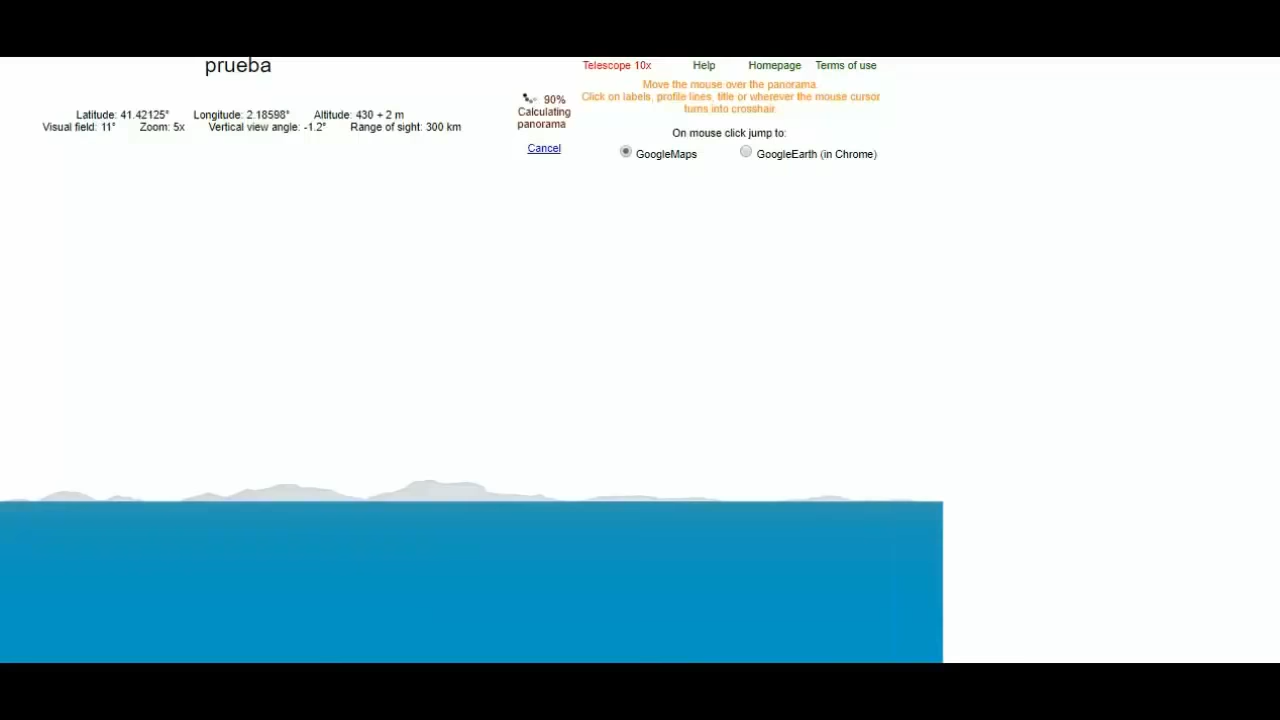 prueba
Telescope 10x Help Homepage Terms of use
Move the mouse over the panorama.
Click on labels, profile lines, title or wherever the mouse cursor
turns into crosshair.
90%
Calculating
panorama
Cancel
Latitude: 41.42125° Longitude: 2.18598° Altitude: 430 + 2 m
Visual field: 11° Zoom: 5x Vertical view angle: -1.2° Range of sight: 300 km
On mouse click jump to:
GoogleMaps GoogleEarth (in Chrome)